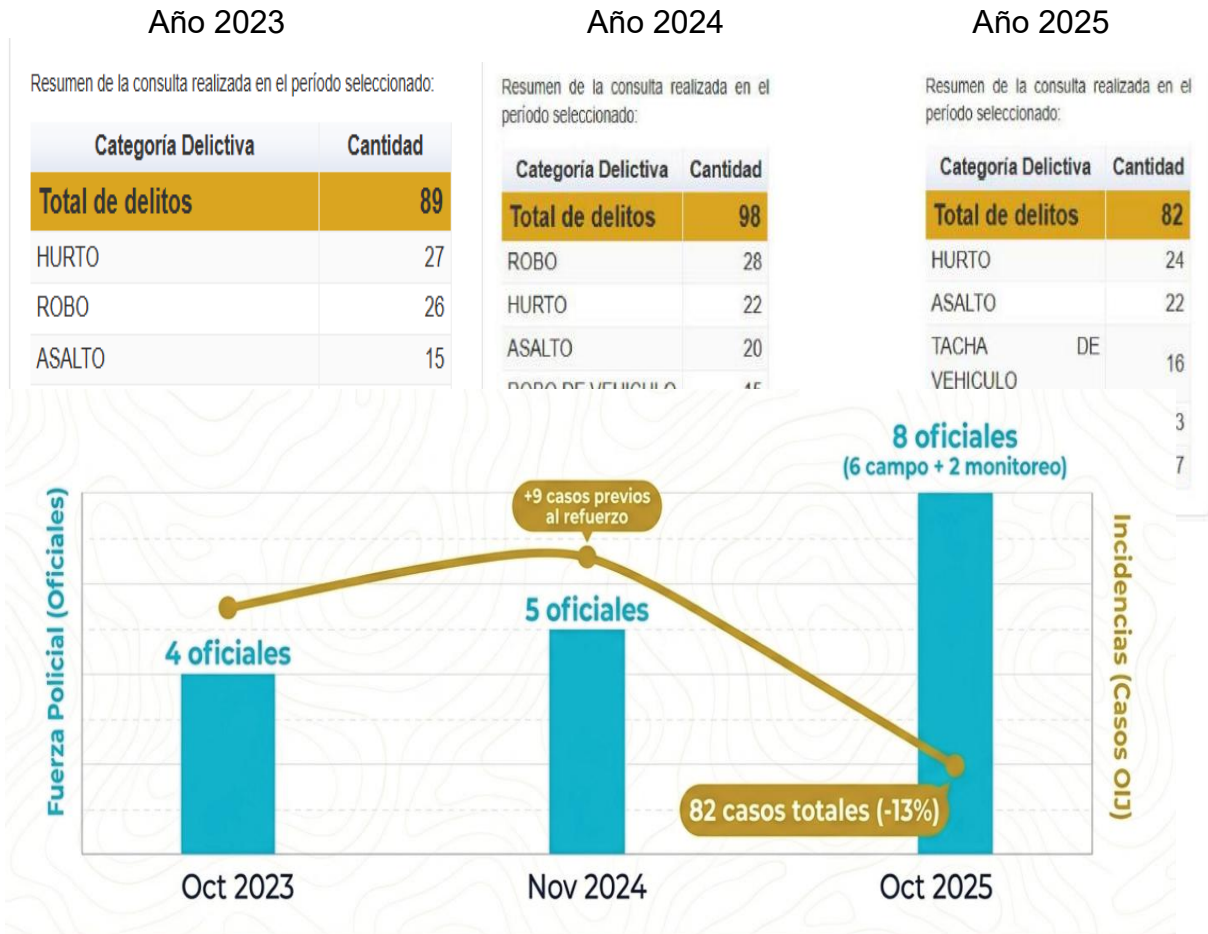 Año 2023
Resumen de la consulta realizada en el período seleccionado:
Categoría Delictiva Cantidad
Total de delitos 89
HURTO 27
ROBO 26
ASALTO 15
Año 2024
Resumen de la consulta realizada en el
período seleccionado:
Categoría Delictiva Cantidad
Total de delitos 98
ROBO 28
HURTO 22
ASALTO 20
ROBO DE VEHICULO 15
Año 2025
Resumen de la consulta realizada en el
período seleccionado:
Categoría Delictiva Cantidad
Total de delitos 82
HURTO 24
ASALTO 22
TACHA DE
VEHICULO 16
3
7
Fuerza Policial (Oficiales)
4 oficiales
+9 casos previos
al refuerzo
5 oficiales
8 oficiales
(6 campo + 2 monitoreo)
82 casos totales (-13%)
Incidencias (Casos OIJ)
Oct 2023
Nov 2024
Oct 2025